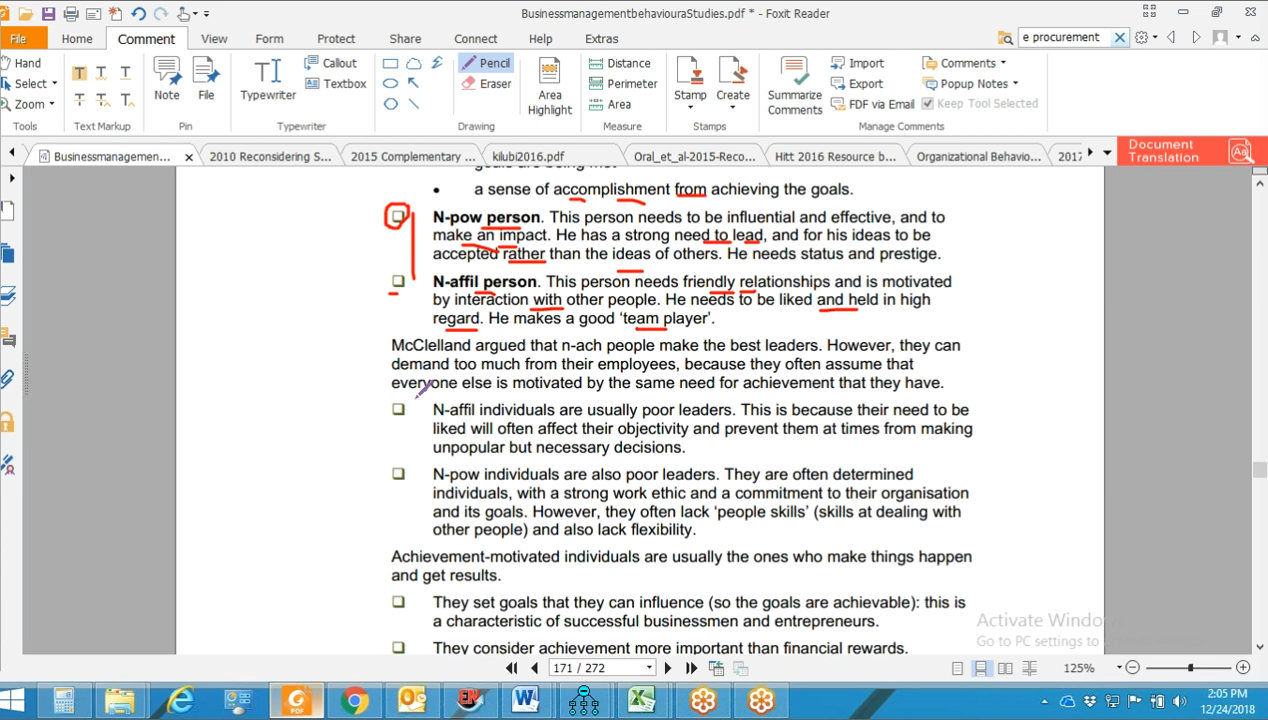 BusinessmanagementbehaviouraStudies.pdf * - Foxit Reader
File Home Comment View Form Protect Share Connect Help Extras e procurement
Hand
Select
Zoom
Tools
T T T
T T T
Text Markup
Note File
Pin
Typewriter Callout
Textbox
Typewriter
Pencil
Eraser
Area Highlight
Drawing
Distance
Perimeter
Area
Measure
Stamp Create
Stamps
Summarize Comments
Import Comments
Export Popup Notes
FDF via Email Keep Tool Selected
Manage Comments
Businessmanagemen... 2010 Reconsidering S... 2015 Complementary ... kilubi2016.pdf Oral_et_al-2015-Reco... Hitt 2016 Resource b... Organizational Behavio... 2017
Document Translation
• a sense of accomplishment from achieving the goals.
N-pow person. This person needs to be influential and effective, and to
make an impact. He has a strong need to lead, and for his ideas to be
accepted rather than the ideas of others. He needs status and prestige.
N-affil person. This person needs friendly relationships and is motivated
by interaction with other people. He needs to be liked and held in high
regard. He makes a good ‘team player’.
McClelland argued that n-ach people make the best leaders. However, they can
demand too much from their employees, because they often assume that
everyone else is motivated by the same need for achievement that they have.
N-affil individuals are usually poor leaders. This is because their need to be
liked will often affect their objectivity and prevent them at times from making
unpopular but necessary decisions.
N-pow individuals are also poor leaders. They are often determined
individuals, with a strong work ethic and a commitment to their organisation
and its goals. However, they often lack ‘people skills’ (skills at dealing with
other people) and also lack flexibility.
Achievement-motivated individuals are usually the ones who make things happen
and get results.
They set goals that they can influence (so the goals are achievable): this is
a characteristic of successful businessmen and entrepreneurs.
They consider achievement more important than financial rewards.
Activate Windows
Go to PC settings to activate Windows.
171 / 272 125%
2:05 PM
12/24/2018